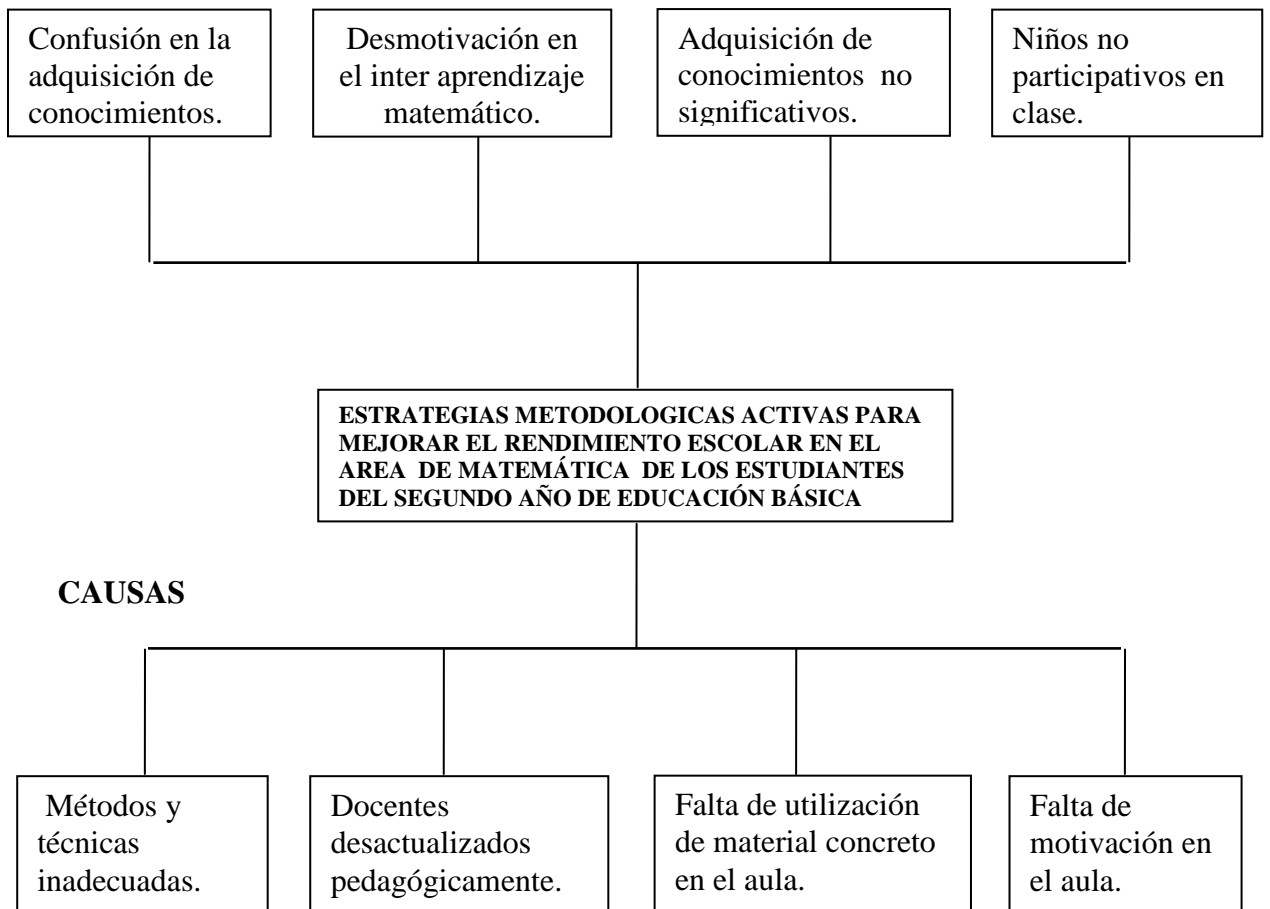 Confusión en la
adquisición de
conocimientos.
Desmotivación en
el inter aprendizaje
matemático.
Adquisición de
conocimientos no
significativos.
Niños no
participativos en
clase.
ESTRATEGIAS METODOLOGICAS ACTIVAS PARA
MEJORAR EL RENDIMIENTO ESCOLAR EN EL
AREA DE MATEMÁTICA DE LOS ESTUDIANTES
DEL SEGUNDO AÑO DE EDUCACIÓN BÁSICA
CAUSAS
Métodos y
técnicas
inadecuadas.
Docentes
desactualizados
pedagógicamente.
Falta de utilización
de material concreto
en el aula.
Falta de
motivación en
el aula.